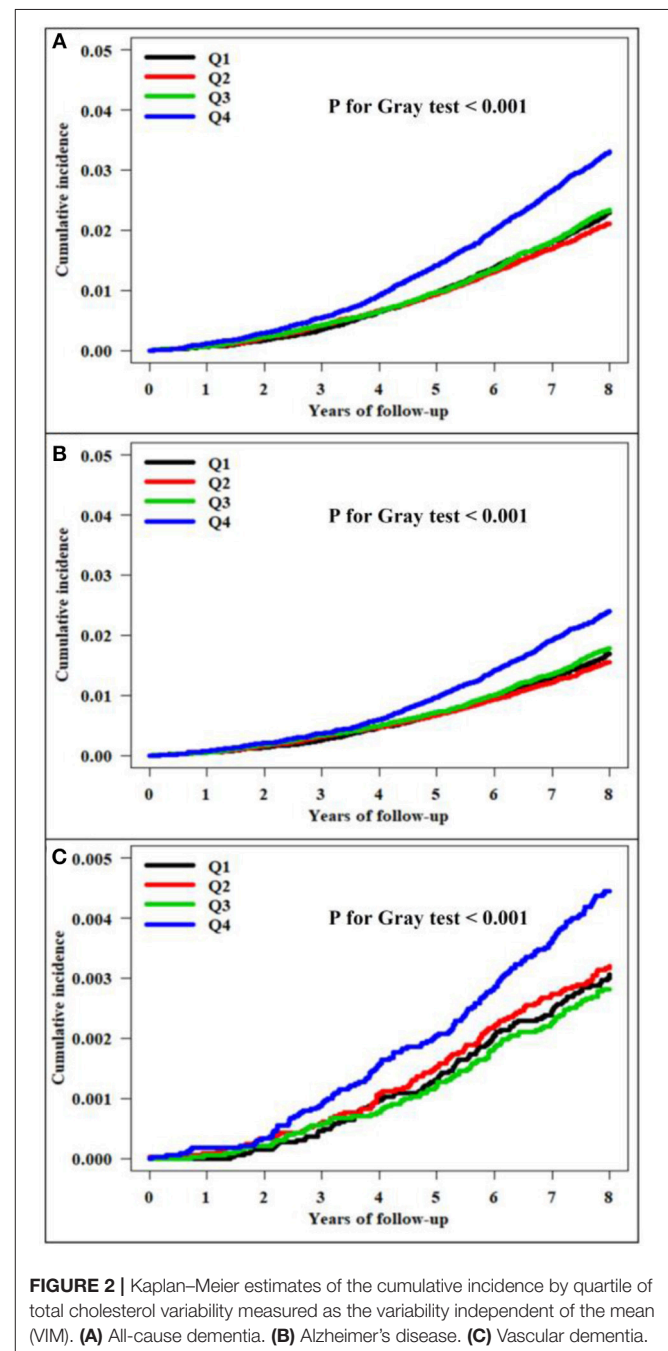 A
0.05
0.04
0.03
0.02
0.01
0.00
Cumulative incidence
Q1
Q2
Q3
Q4
P for Gray test < 0.001
0 1 2 3 4 5 6 7 8
Years of follow-up
B
0.05
0.04
0.03
0.02
0.01
0.00
Cumulative incidence
Q1
Q2
Q3
Q4
P for Gray test < 0.001
0 1 2 3 4 5 6 7 8
Years of follow-up
C
0.005
0.004
0.003
0.002
0.001
0.000
Cumulative incidence
Q1
Q2
Q3
Q4
P for Gray test < 0.001
0 1 2 3 4 5 6 7 8
Years of follow-up
FIGURE 2 | Kaplan–Meier estimates of the cumulative incidence by quartile of
total cholesterol variability measured as the variability independent of the mean
(VIM). (A) All-cause dementia. (B) Alzheimer's disease. (C) Vascular dementia.